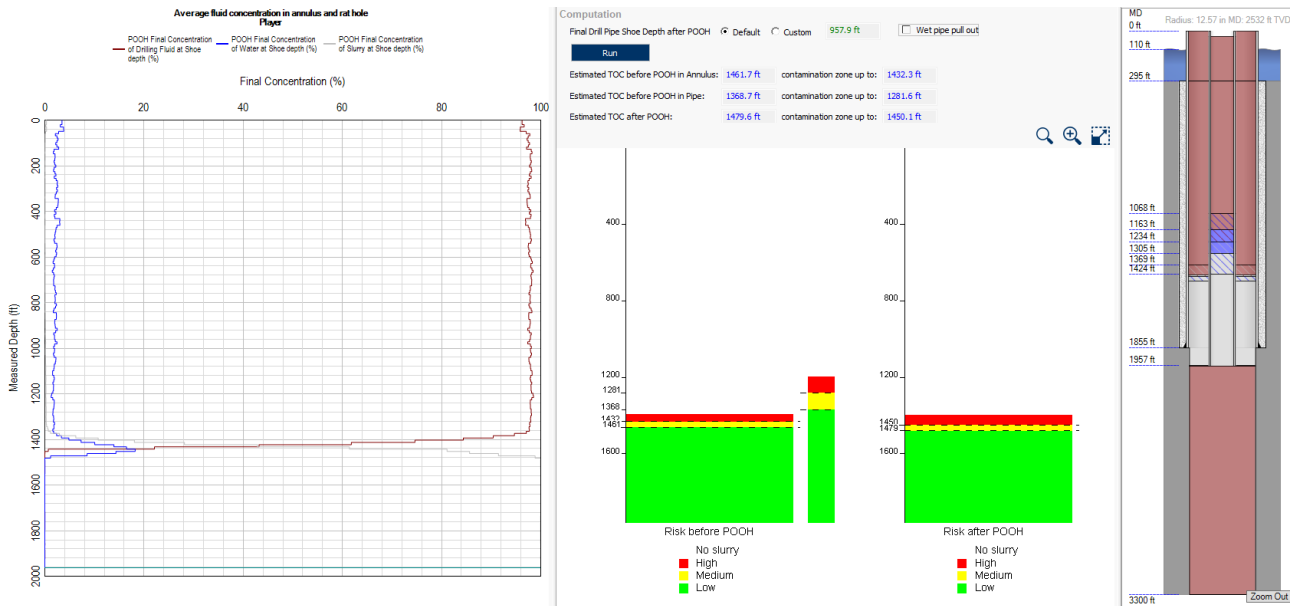 Average fluid concentration in annulus and rat hole
Player
POOH Final Concentration of Drilling Fluid at Shoe depth (%)
POOH Final Concentration of Water at Shoe depth (%)
POOH Final Concentration of Slurry at Shoe depth (%)
Final Concentration (%)
0 20 40 60 80 100
Measured Depth (ft)
0
200
400
600
800
1000
1200
1400
1600
1800
2000
Computation
Final Drill Pipe Shoe Depth after POOH Default Custom 957.9 ft Wet pipe pull out
Run
Estimated TOC before POOH in Annulus: 1461.7 ft contamination zone up to: 1432.3 ft
Estimated TOC before POOH in Pipe: 1368.7 ft contamination zone up to: 1281.6 ft
Estimated TOC after POOH: 1479.6 ft contamination zone up to: 1450.1 ft
400
800
1200
1281
1368
1432
1461
1600
Risk before POOH
No slurry
High
Medium
Low
400
800
1200
1450
1479
1600
Risk after POOH
No slurry
High
Medium
Low
MD
0 ft
Radius: 12.57 in MD: 2532 ft TVD
110 ft
295 ft
1068 ft
1163 ft
1234 ft
1305 ft
1369 ft
1424 ft
1855 ft
1957 ft
3300 ft
Zoom Out